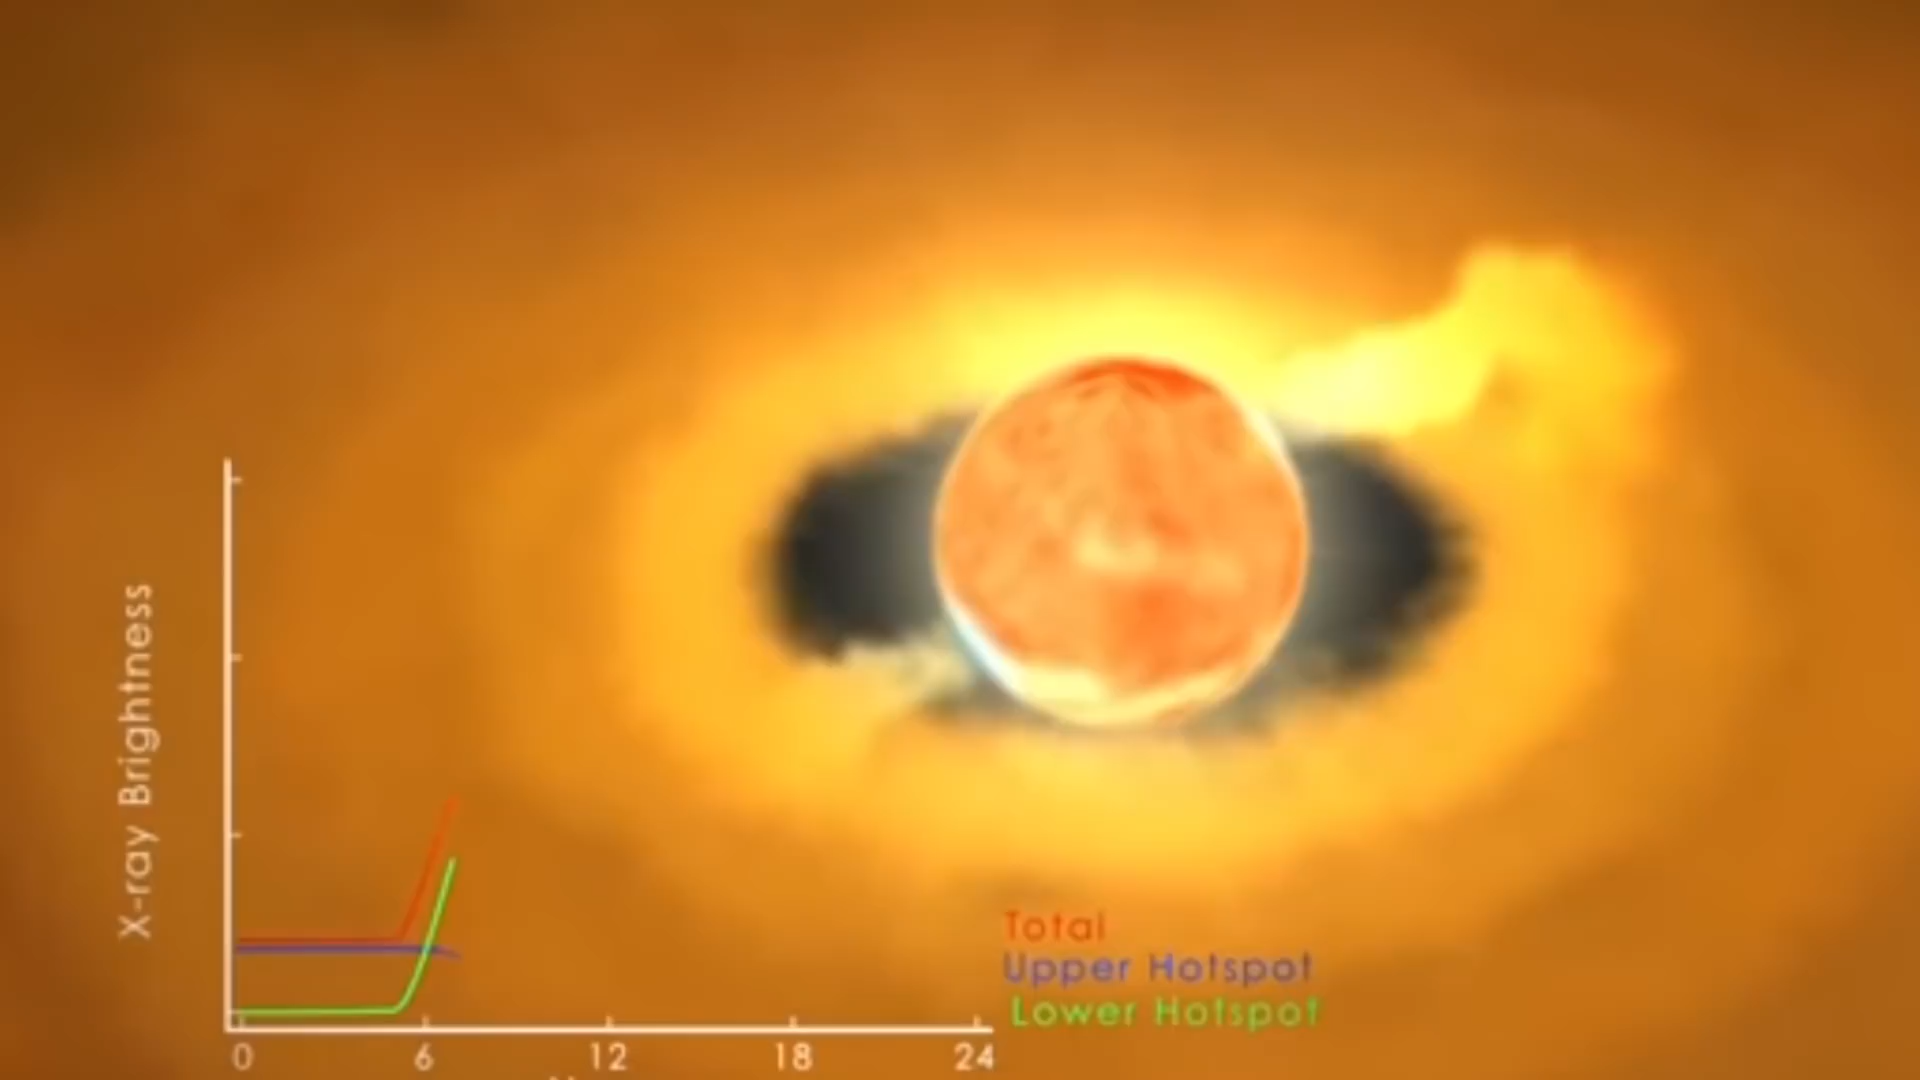 X-ray Brightness
Total
Upper Hotspot
Lower Hotspot
0 6 12 18 24